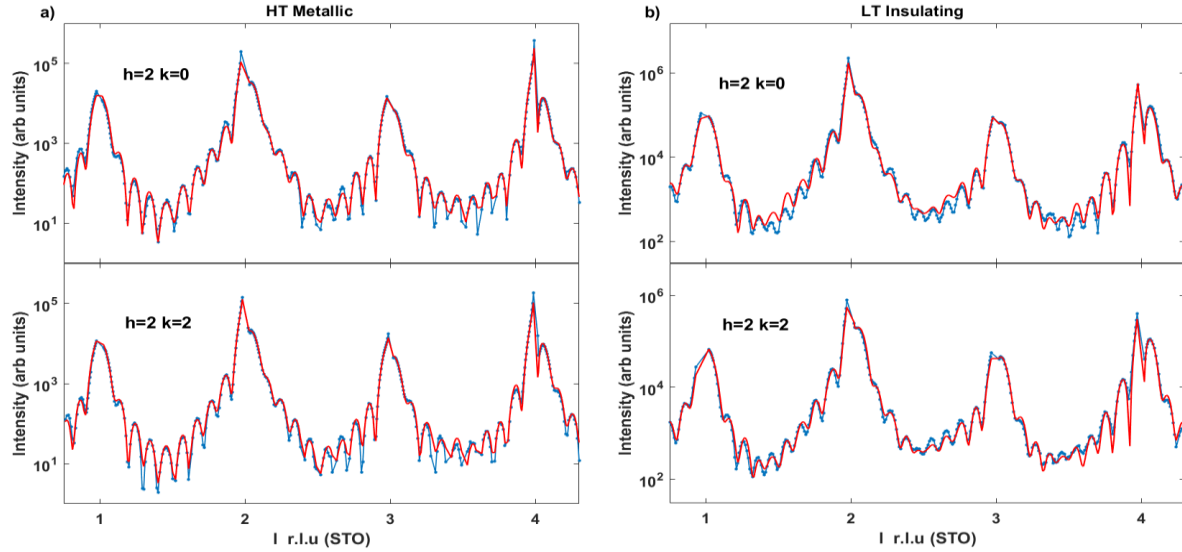 a)
HT Metallic
Intensity (arb units)
10^5
10^3
10^1
h=2 k=0
Intensity (arb units)
10^5
10^3
10^1
h=2 k=2
1 2 3 4
l r.l.u (STO)
b)
LT Insulating
Intensity (arb units)
10^6
10^4
10^2
h=2 k=0
Intensity (arb units)
10^6
10^4
10^2
h=2 k=2
1 2 3 4
l r.l.u (STO)